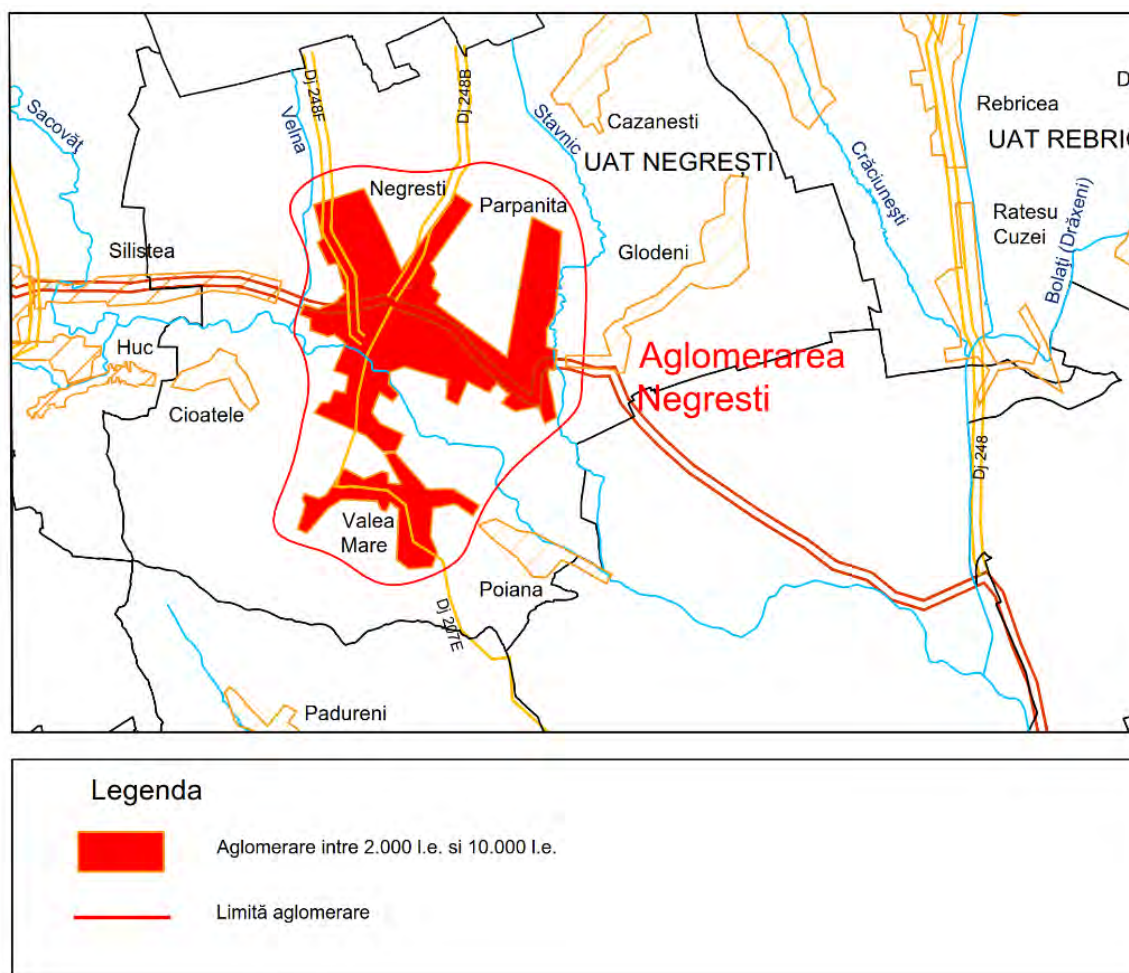 Sacovăț
Velna
Dj 248F
Dj 248B
Stavnic
Cazanesti
UAT NEGREȘTI
Crăciunești
Rebricea
UAT REBRIC
D
Negresti
Parpanita
Silistea
Glodeni
Ratesu
Cuzei
Bolați (Drăxeni)
Huc
Cioatele
Aglomerarea
Negresti
Dj 248
Valea
Mare
Poiana
Dj 207E
Padureni
Legenda
Aglomerare intre 2.000 l.e. si 10.000 l.e.
Limită aglomerare